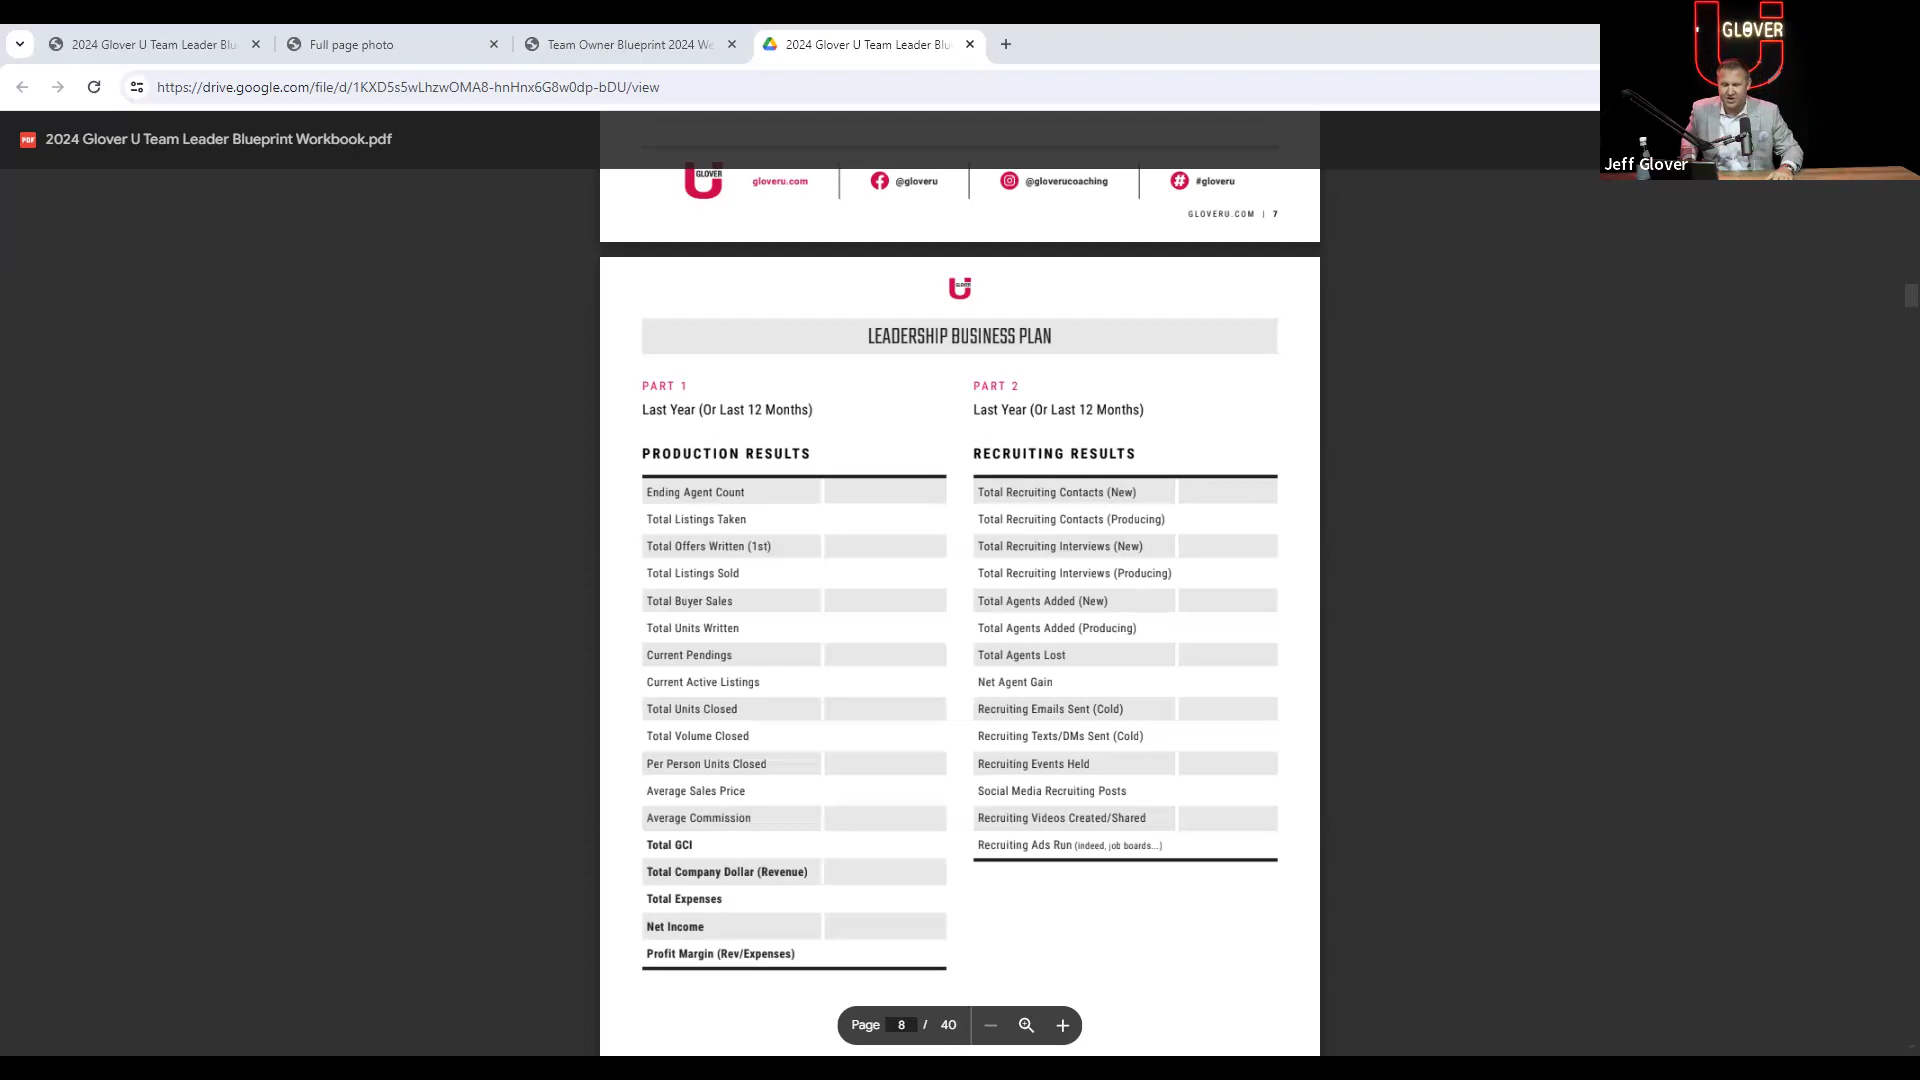 2024 Glover U Team Leader Blu
Full page photo
Team Owner Blueprint 2024 Wo
2024 Glover U Team Leader Blu
https://drive.google.com/file/d/1KXD5s5wLhzwOMA8-hnHnx6G8w0dp-bDU/view
GLOVER
Jeff Glover
PDF
2024 Glover U Team Leader Blueprint Workbook.pdf
GLOVER
U
gloveru.com
@gloveru
@gloverucoaching
#gloveru
GLOVERU.COM | 7
GLOVER
U
LEADERSHIP BUSINESS PLAN
PART 1
Last Year (Or Last 12 Months)
PRODUCTION RESULTS
Ending Agent Count
Total Listings Taken
Total Offers Written (1st)
Total Listings Sold
Total Buyer Sales
Total Units Written
Current Pendings
Current Active Listings
Total Units Closed
Total Volume Closed
Per Person Units Closed
Average Sales Price
Average Commission
Total GCI
Total Company Dollar (Revenue)
Total Expenses
Net Income
Profit Margin (Rev/Expenses)
PART 2
Last Year (Or Last 12 Months)
RECRUITING RESULTS
Total Recruiting Contacts (New)
Total Recruiting Contacts (Producing)
Total Recruiting Interviews (New)
Total Recruiting Interviews (Producing)
Total Agents Added (New)
Total Agents Added (Producing)
Total Agents Lost
Net Agent Gain
Recruiting Emails Sent (Cold)
Recruiting Texts/DMs Sent (Cold)
Recruiting Events Held
Social Media Recruiting Posts
Recruiting Videos Created/Shared
Recruiting Ads Run (indeed, job boards...)
Page 8 / 40